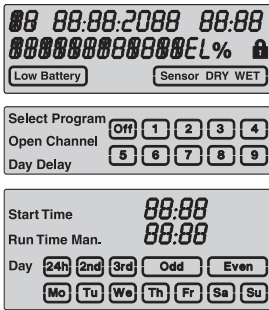 88 88:88:2088 88:88
888888888888EL%
Low Battery Sensor DRY WET
Select Program
Open Channel
Day Delay
Off 1 2 3 4
5 6 7 8 9
Start Time 88:88
Run Time Man. 88:88
Day 24h 2nd 3rd Odd Even
Mo Tu We Th Fr Sa Su